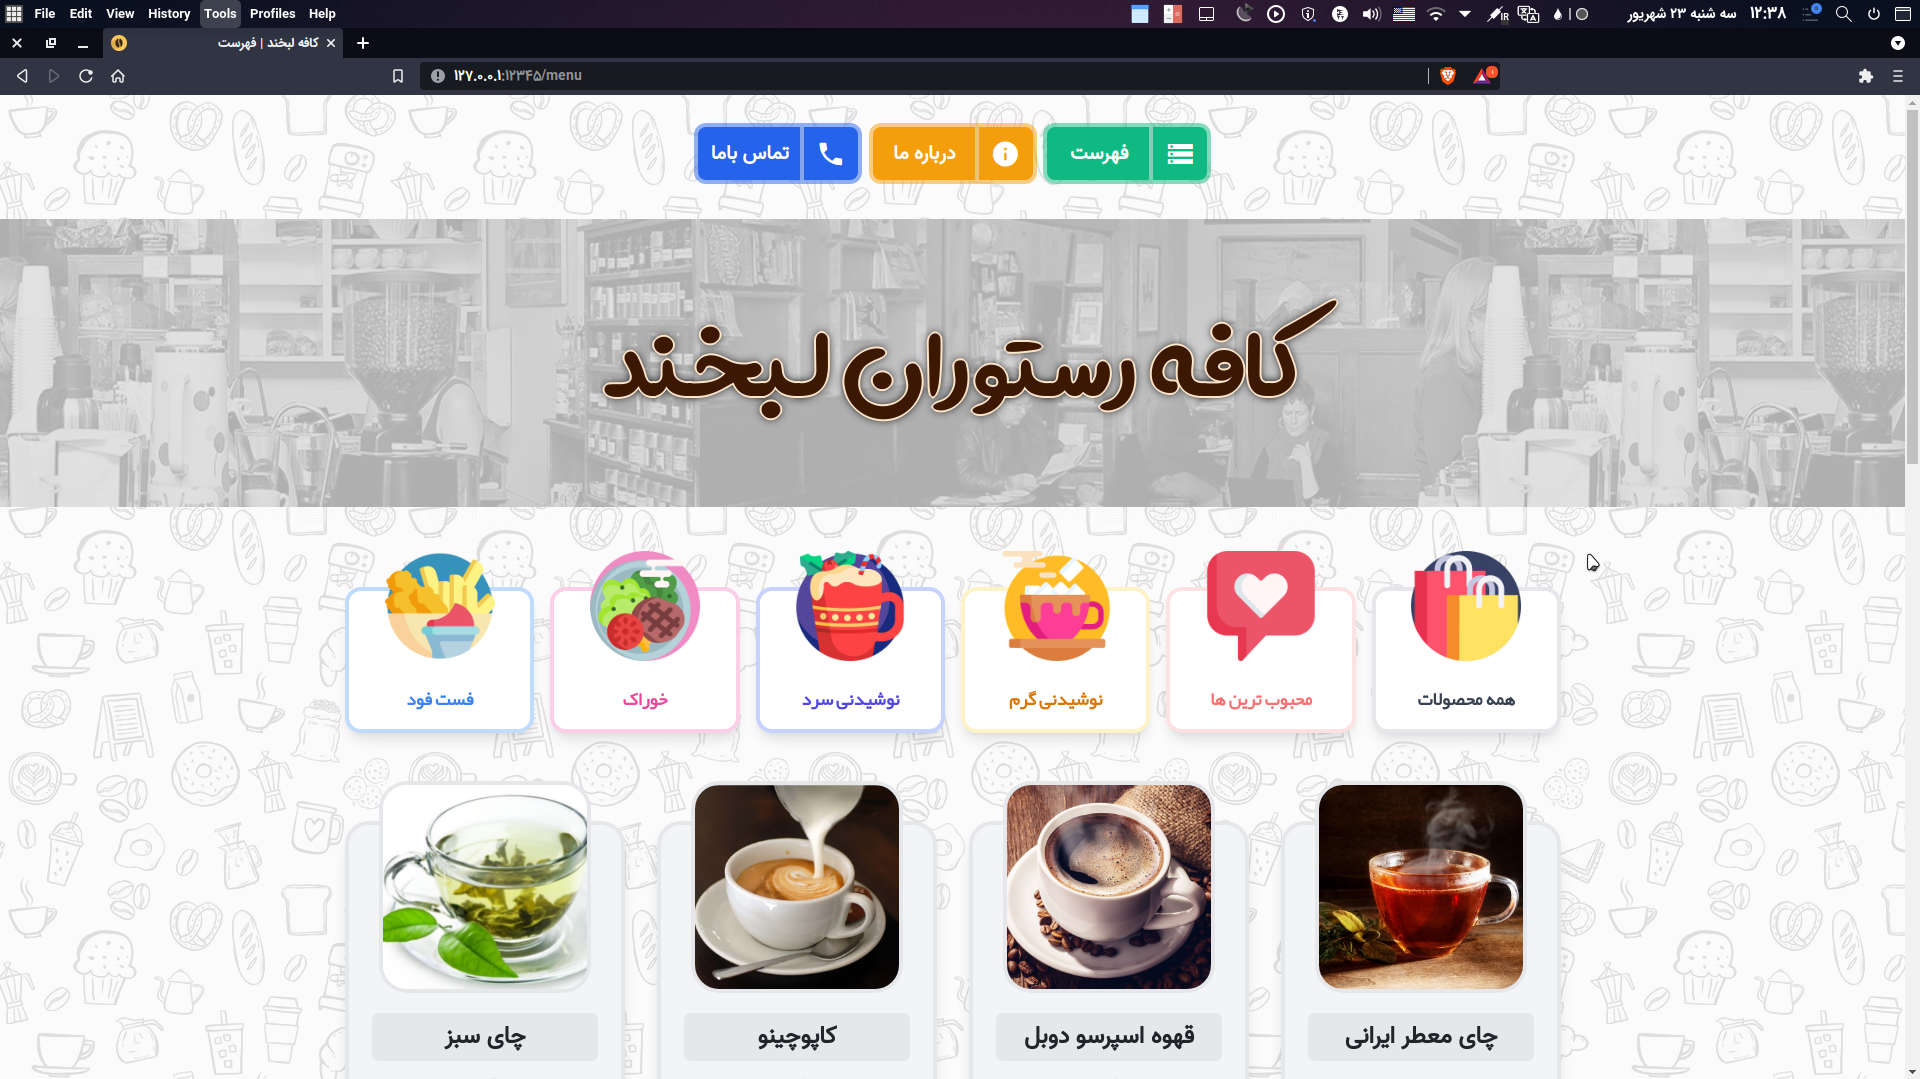 File Edit View History Tools Profiles Help
IR
سه شنبه ۲۳ شهریور ۱۲:۳۸
کافه لبخند | فهرست
۱۲۷.۰.۰.۱:۱۲۳۴۵/menu
فهرست
درباره ما
تماس باما
کافه رستوران لبخند
همه محصولات
محبوب ترین ها
نوشیدنی گرم
نوشیدنی سرد
خوراک
فست فود
چای معطر ایرانی
قهوه اسپرسو دوبل
کاپوچینو
چای سبز